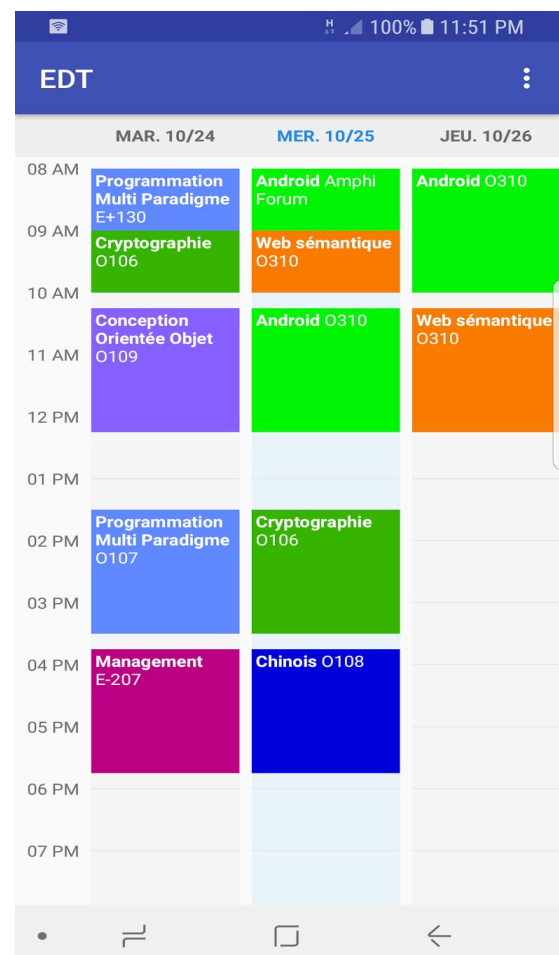 H 100% 11:51 PM
EDT
MAR. 10/24 MER. 10/25 JEU. 10/26
08 AM
09 AM
10 AM
11 AM
12 PM
01 PM
02 PM
03 PM
04 PM
05 PM
06 PM
07 PM
Programmation
Multi Paradigme
E+130
Cryptographie
O106
Conception
Orientée Objet
O109
Programmation
Multi Paradigme
O107
Management
E-207
Android Amphi
Forum
Web sémantique
O310
Android O310
Cryptographie
O106
Chinois O108
Android O310
Web sémantique
O310